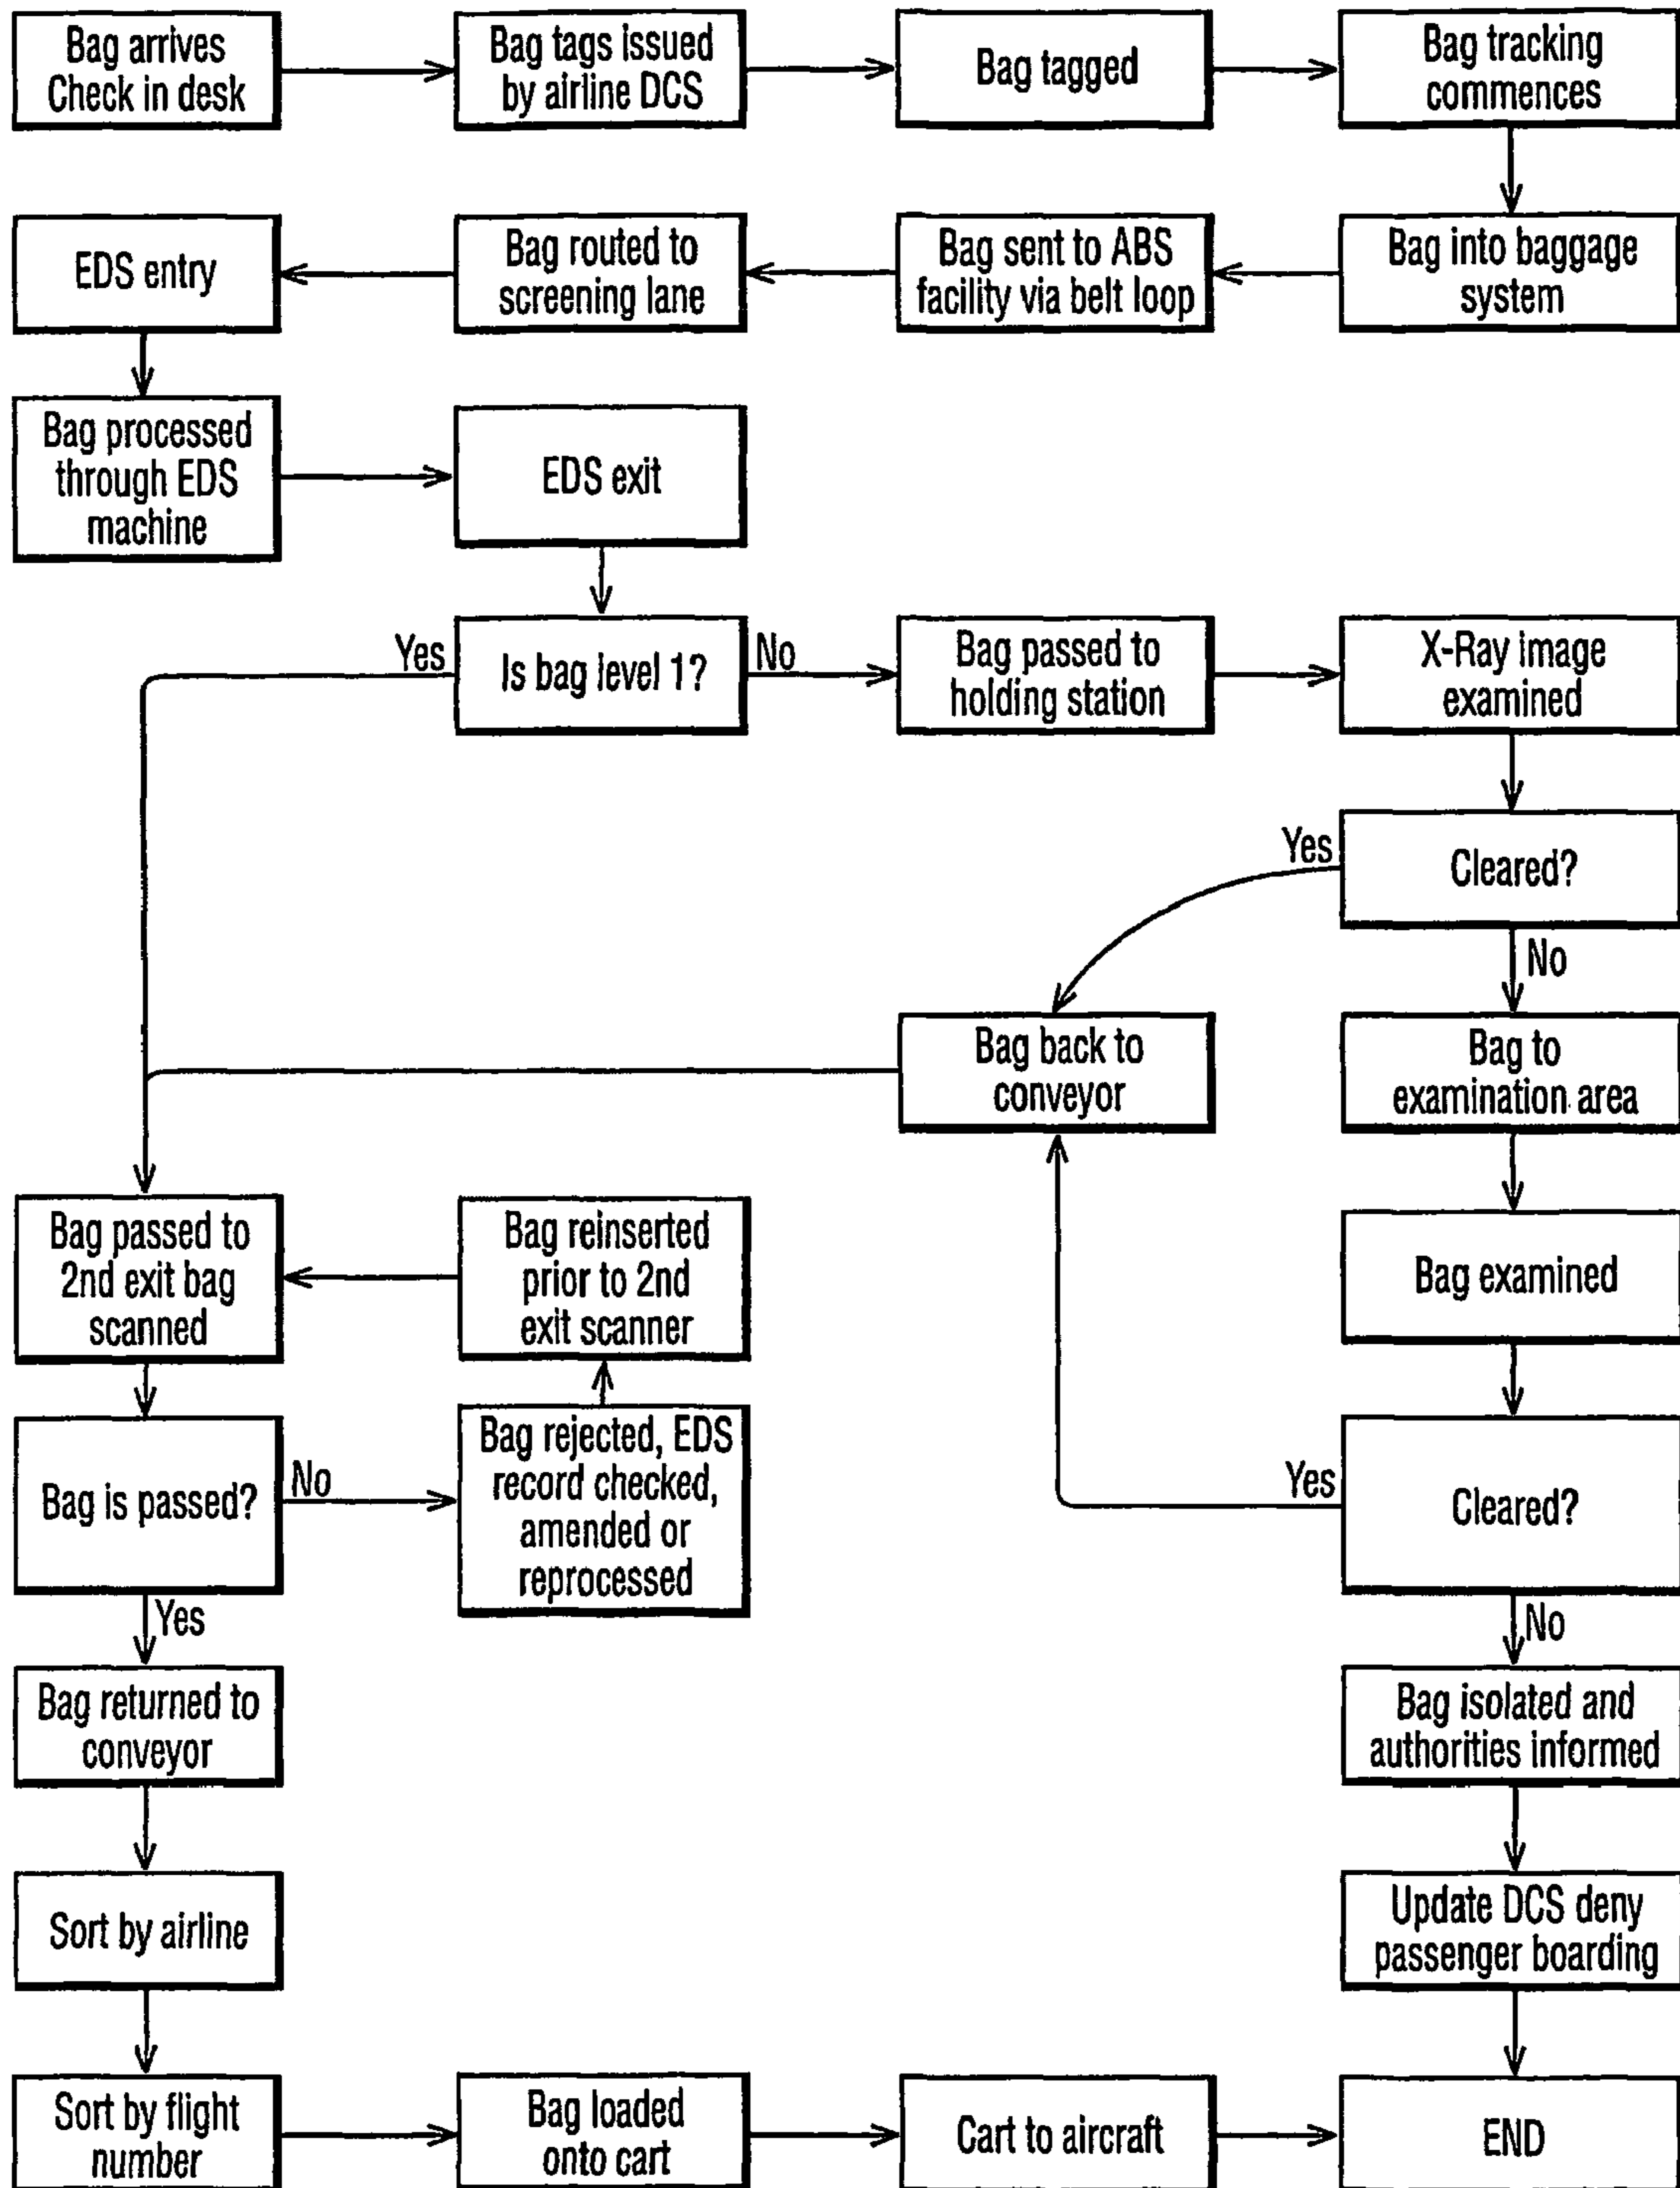 Bag arrives
Check in desk
Bag tags issued
by airline DCS
Bag tagged
Bag tracking
commences
EDS entry
Bag routed to
screening lane
Bag sent to ABS
facility via belt loop
Bag into baggage
system
Bag processed
through EDS
machine
EDS exit
Yes
Is bag level 1?
No
Bag passed to
holding station
X-Ray image
examined
Yes
Cleared?
No
Bag back to
conveyor
Bag to
examination area
Bag passed to
2nd exit bag
scanned
Bag reinserted
prior to 2nd
exit scanner
Bag examined
Bag is passed?
No
Bag rejected, EDS
record checked,
amended or
reprocessed
Yes
Cleared?
Yes
No
Bag returned to
conveyor
Bag isolated and
authorities informed
Sort by airline
Update DCS deny
passenger boarding
Sort by flight
number
Bag loaded
onto cart
Cart to aircraft
END